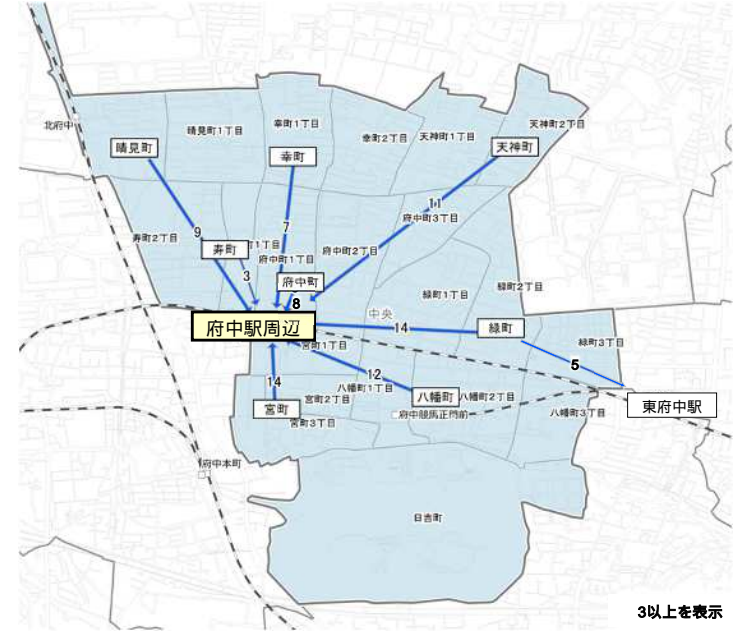 天神町2丁目
幸町1丁目
北府中
晴見町1丁目
幸町2丁目
天神町1丁目
晴見町
幸町
天神町
11
府中町3丁目
9
7
寿町2丁目
寿町
町1丁目
府中町2丁目
府中町1丁目
3
府中町
緑町2丁目
緑町1丁目
8
中央
府中駅周辺
14
緑町
宮町1丁目
緑町3丁目
5
12
14
八幡町1丁目
宮町2丁目
八幡町
八幡町2丁目
東府中駅
宮町
府中競馬正門前
八幡町3丁目
宮町3丁目
府中本町
日吉町
3以上を表示